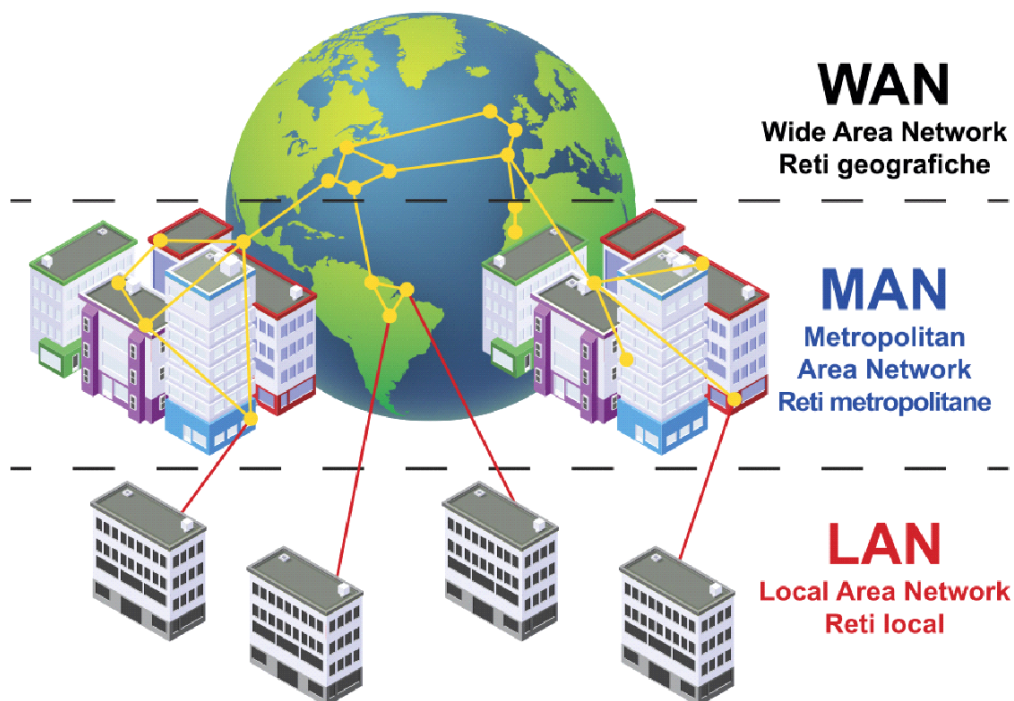 WAN
Wide Area Network
Reti geografiche
MAN
Metropolitan
Area Network
Reti metropolitane
LAN
Local Area Network
Reti local